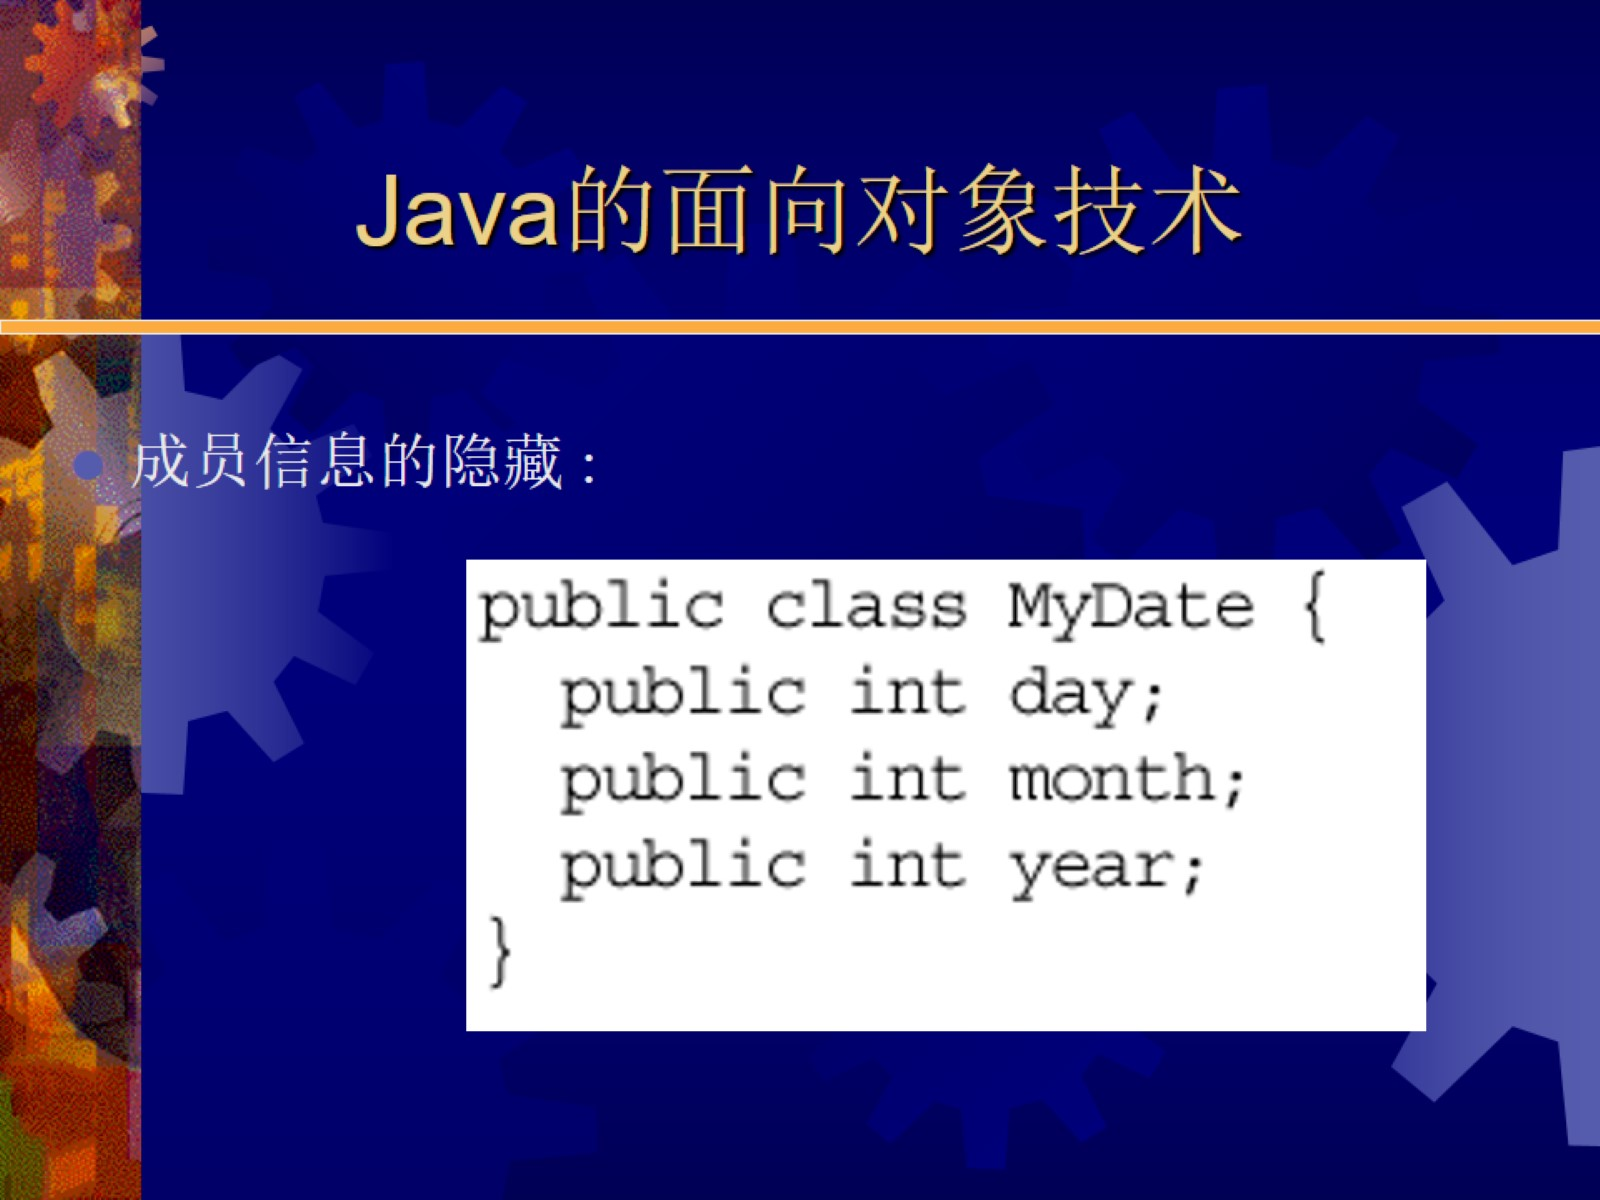 Java的面向对象技术
成员信息的隐藏：
public class MyDate {
public int day;
public int month;
public int year;
}